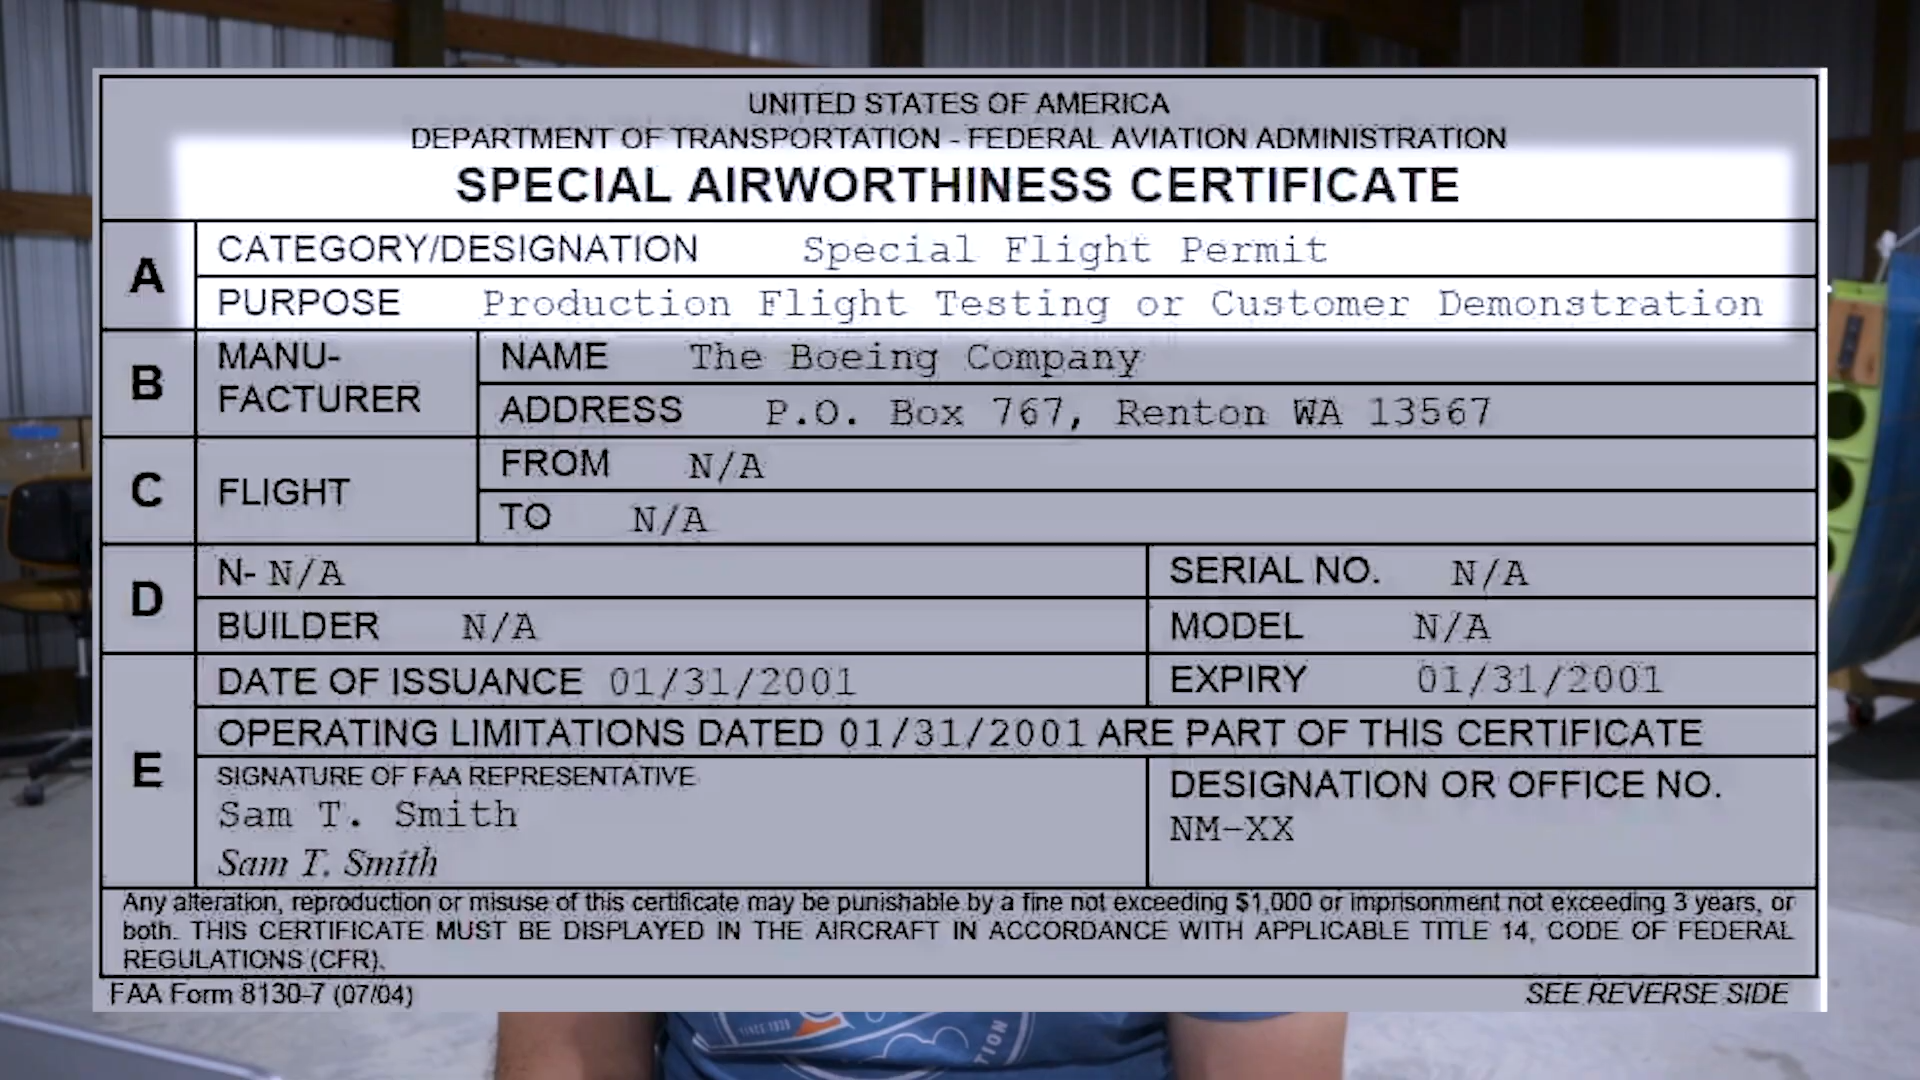 UNITED STATES OF AMERICA
DEPARTMENT OF TRANSPORTATION - FEDERAL AVIATION ADMINISTRATION
SPECIAL AIRWORTHINESS CERTIFICATE
A
CATEGORY/DESIGNATION Special Flight Permit
PURPOSE Production Flight Testing or Customer Demonstration
B
MANU-
FACTURER
NAME The Boeing Company
ADDRESS P.O. Box 767, Renton WA 13567
C
FLIGHT
FROM N/A
TO N/A
D
N- N/A
SERIAL NO. N/A
BUILDER N/A
MODEL N/A
E
DATE OF ISSUANCE 01/31/2001
EXPIRY 01/31/2001
OPERATING LIMITATIONS DATED 01/31/2001 ARE PART OF THIS CERTIFICATE
SIGNATURE OF FAA REPRESENTATIVE
Sam T. Smith
Sam T. Smith
DESIGNATION OR OFFICE NO.
NM-XX
Any alteration, reproduction or misuse of this certificate may be punishable by a fine not exceeding $1,000 or imprisonment not exceeding 3 years, or
both. THIS CERTIFICATE MUST BE DISPLAYED IN THE AIRCRAFT IN ACCORDANCE WITH APPLICABLE TITLE 14, CODE OF FEDERAL
REGULATIONS (CFR).
FAA Form 8130-7 (07/04)
SEE REVERSE SIDE
SINCE 1939